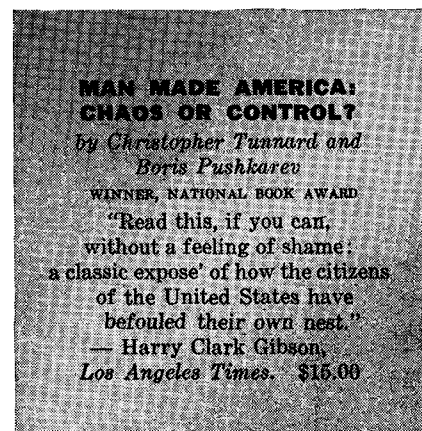 MAN MADE AMERICA:
CHAOS OR CONTROL?
by Christopher Tunnard and
Boris Pushkarev
WINNER, NATIONAL BOOK AWARD
"Read this, if you can,
without a feeling of shame:
a classic expose' of how the citizens
of the United States have
befouled their own nest."
— Harry Clark Gibson,
Los Angeles Times. $15.00